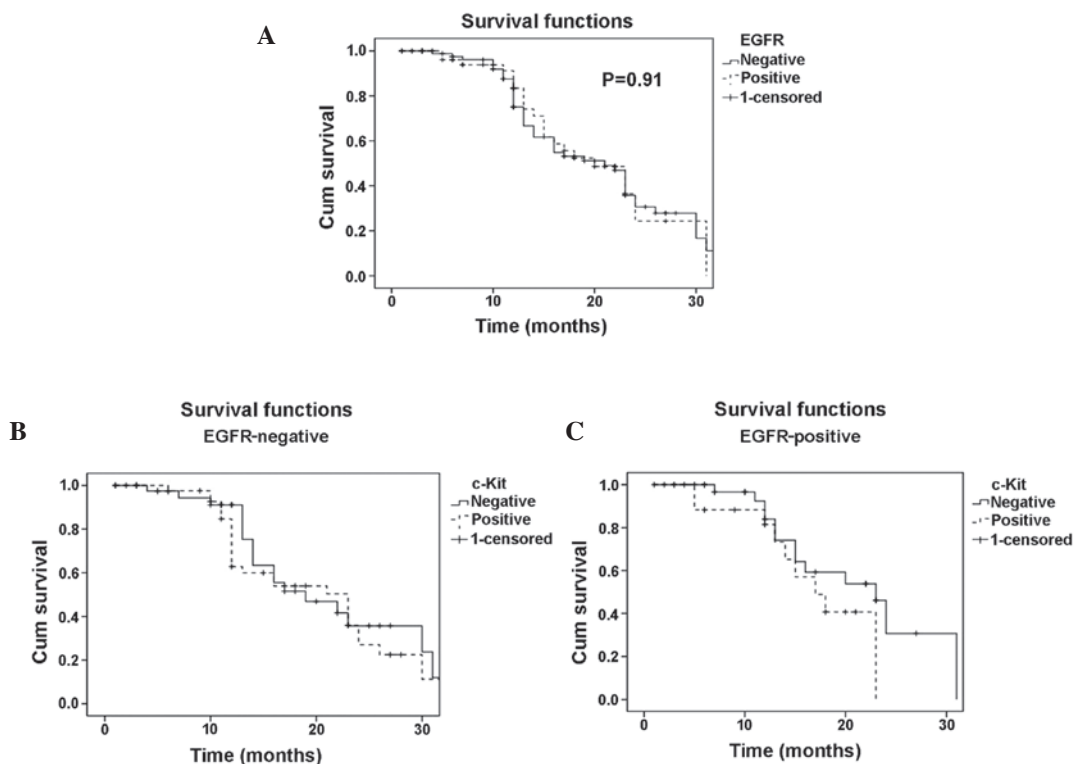 A
Survival functions
EGFR
Negative
Positive
1-censored
P=0.91
Cum survival
1.0
0.8
0.6
0.4
0.2
0.0
0 10 20 30
Time (months)
B
Survival functions
EGFR-negative
c-Kit
Negative
Positive
1-censored
Cum survival
1.0
0.8
0.6
0.4
0.2
0.0
0 10 20 30
Time (months)
C
Survival functions
EGFR-positive
c-Kit
Negative
Positive
1-censored
Cum survival
1.0
0.8
0.6
0.4
0.2
0.0
0 10 20 30
Time (months)